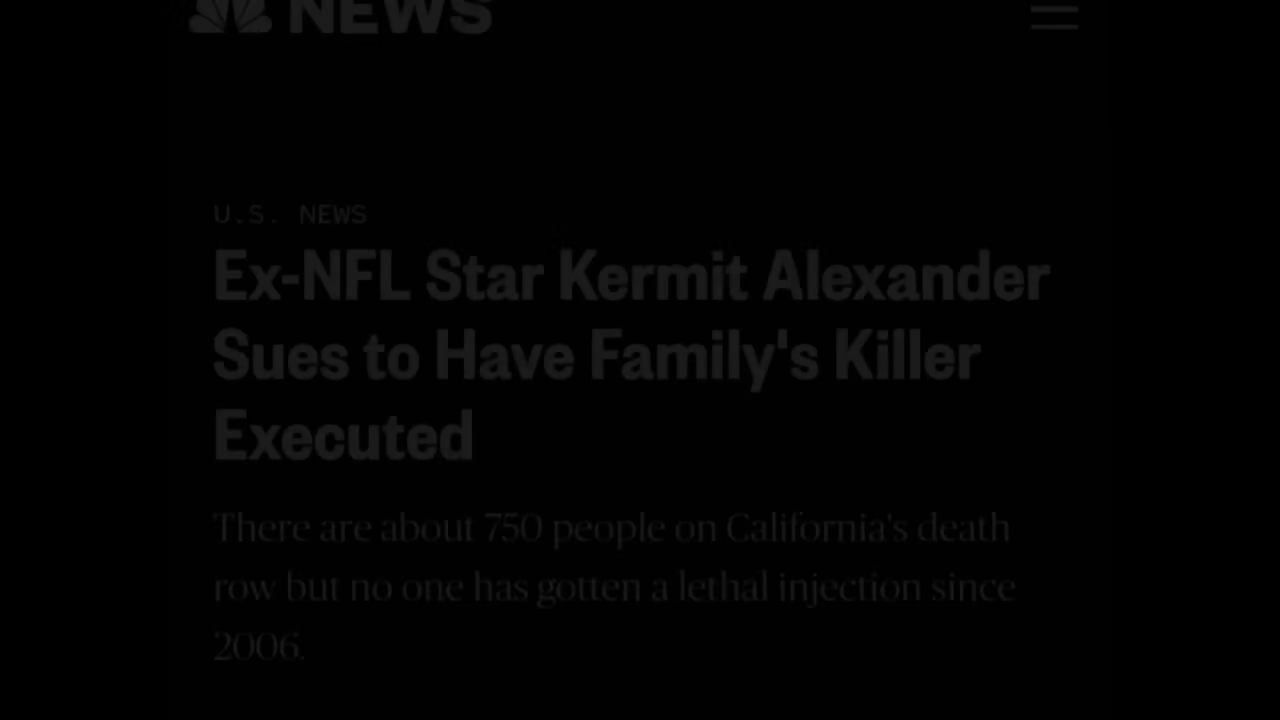 NEWS
U.S. NEWS
Ex-NFL Star Kermit Alexander
Sues to Have Family's Killer
Executed
There are about 750 people on California's death
row but no one has gotten a lethal injection since
2006.